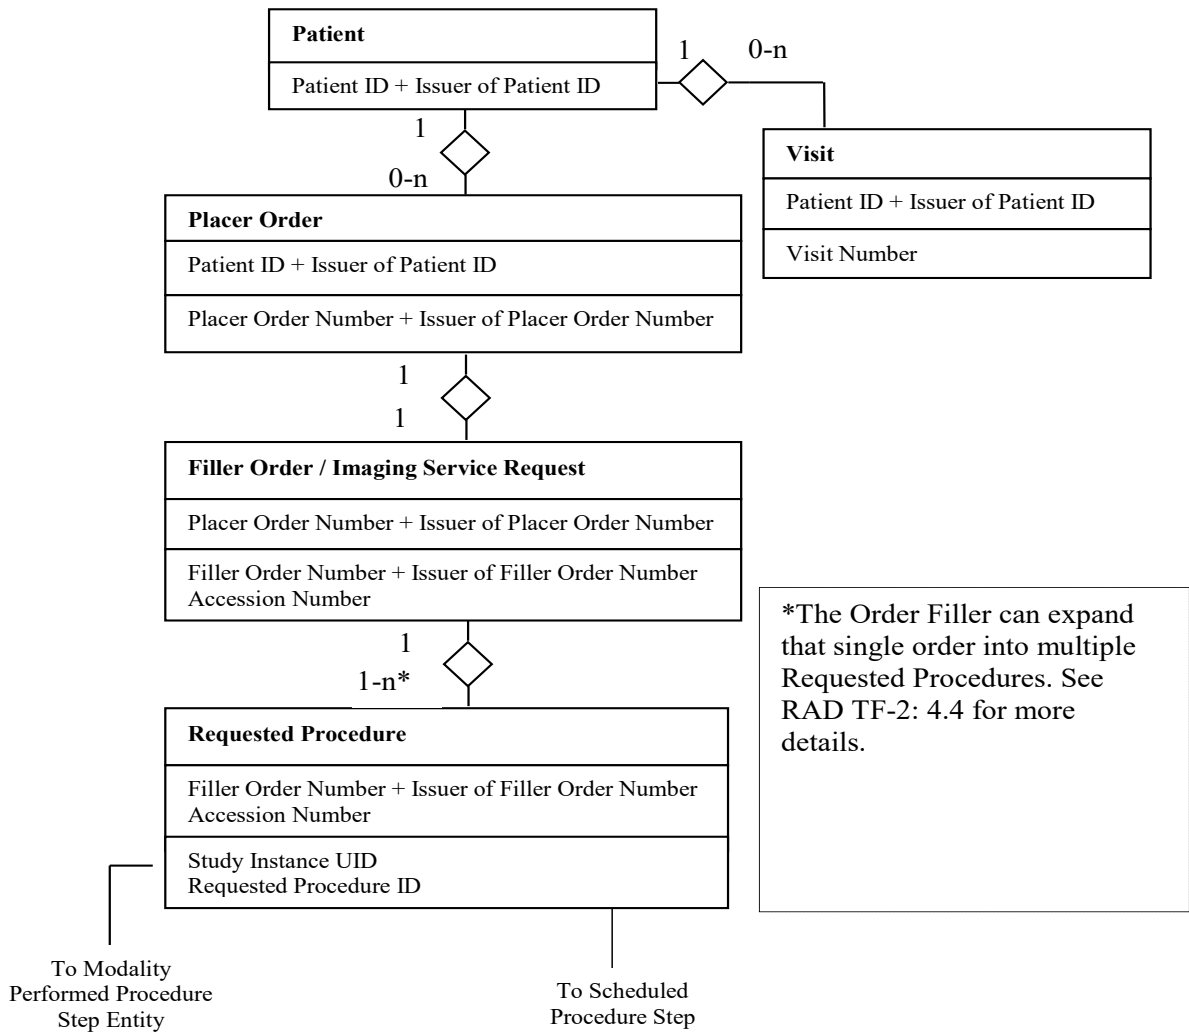 Patient
Patient ID + Issuer of Patient ID
1
0-n
1
0-n
Visit
Patient ID + Issuer of Patient ID
Visit Number
Placer Order
Patient ID + Issuer of Patient ID
Placer Order Number + Issuer of Placer Order Number
1
1
Filler Order / Imaging Service Request
Placer Order Number + Issuer of Placer Order Number
Filler Order Number + Issuer of Filler Order Number
Accession Number
1
1-n*
*The Order Filler can expand
that single order into multiple
Requested Procedures. See
RAD TF-2: 4.4 for more
details.
Requested Procedure
Filler Order Number + Issuer of Filler Order Number
Accession Number
Study Instance UID
Requested Procedure ID
To Modality
Performed Procedure
Step Entity
To Scheduled
Procedure Step